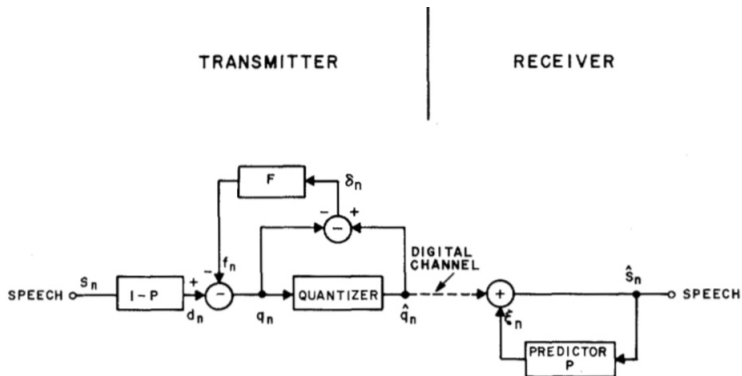 TRANSMITTER
RECEIVER
F
δn
− +
−
DIGITAL
CHANNEL
fn
SPEECH
Sn
I-P
+
dn
−
−
qn
QUANTIZER
q̂n
+
ξn
ŝn
SPEECH
PREDICTOR
P